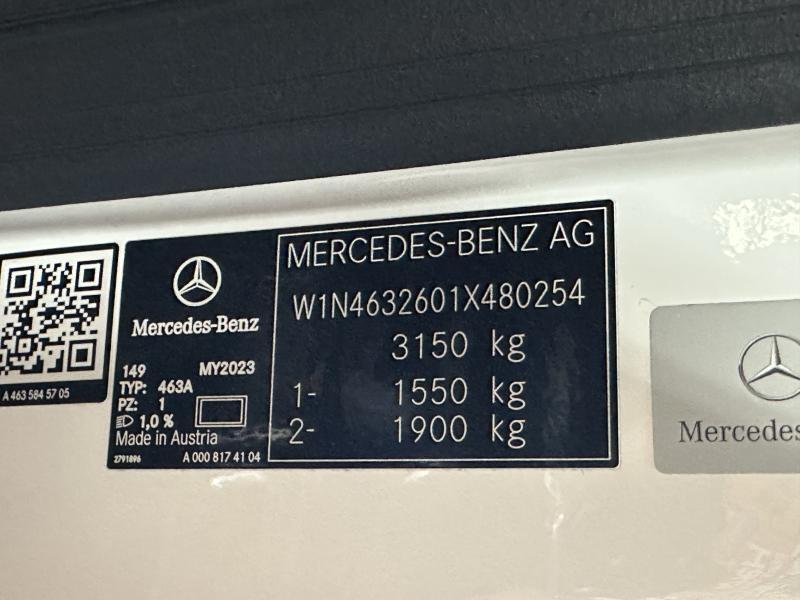 MERCEDES-BENZ AG
W1N4632601X480254
3150 kg
1- 1550 kg
2- 1900 kg
Mercedes-Benz
149 MY2023
TYP: 463A
PZ: 1
1,0 %
Made in Austria
2791896 A 000 817 41 04
A 463 584 57 05
Mercedes